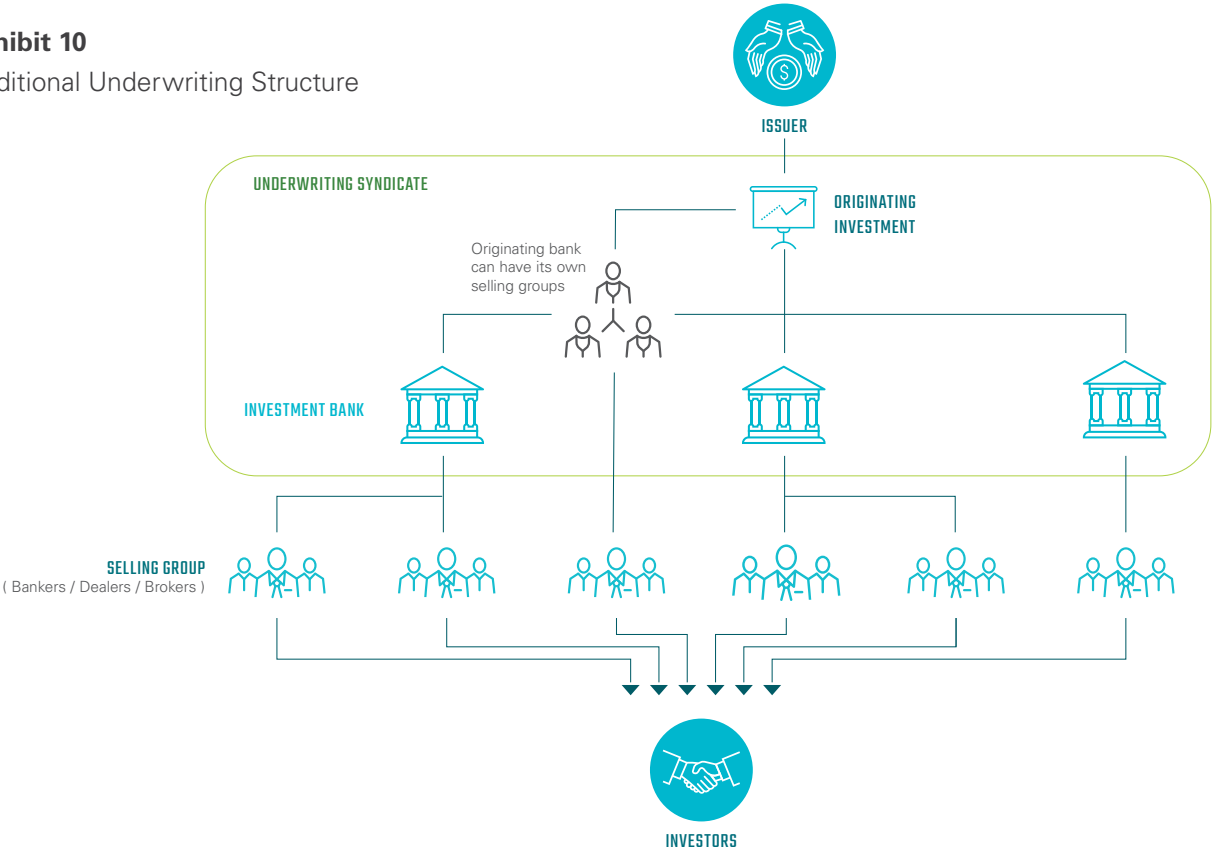 hibit 10
ditional Underwriting Structure
ISSUER
UNDERWRITING SYNDICATE
ORIGINATING
INVESTMENT
Originating bank
can have its own
selling groups
$
INVESTMENT BANK
SELLING GROUP
( Bankers / Dealers / Brokers )
INVESTORS